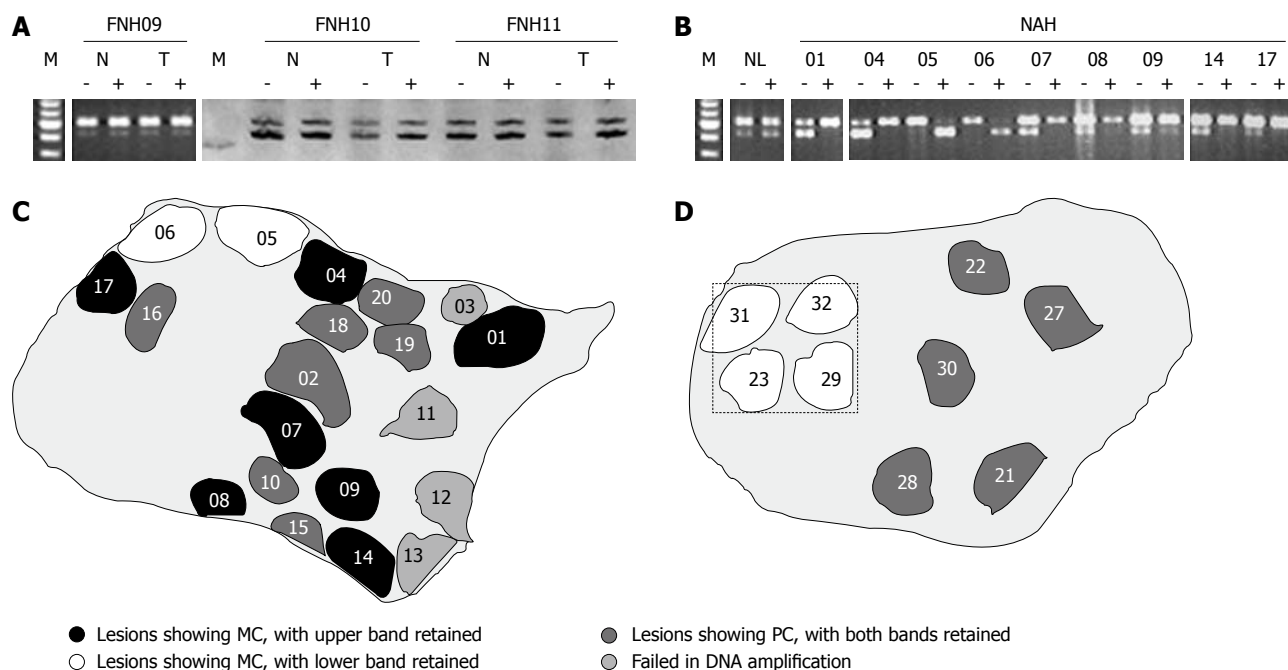 A
FNH09 FNH10 FNH11
M N T M N T N T
- + - + - + - + - + - +
B
NAH
M NL 01 04 05 06 07 08 09 14 17
- + - + - + - + - + - + - + - + - + - +
C
06 05
17 04
16 20 03
18 01
19
02
11
07
10 09 12
08
15
14 13
D
22
31 32 27
30
23 29
28 21
Lesions showing MC, with upper band retained
Lesions showing MC, with lower band retained
Lesions showing PC, with both bands retained
Failed in DNA amplification